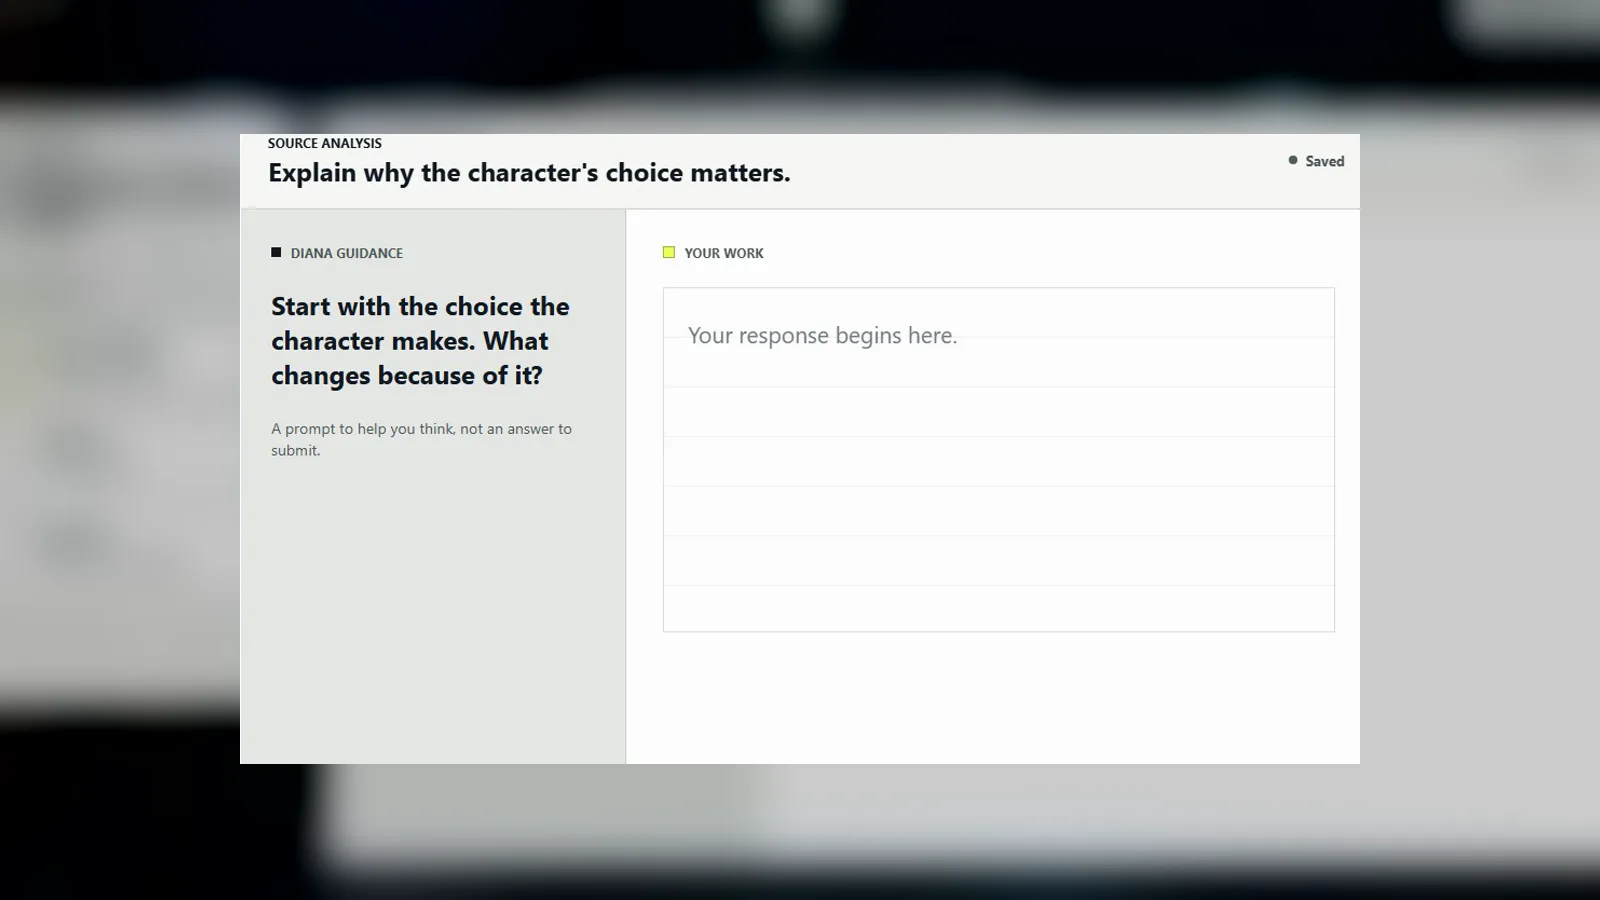 SOURCE ANALYSIS
Explain why the character's choice matters.
Saved
DIANA GUIDANCE
Start with the choice the
character makes. What
changes because of it?
A prompt to help you think, not an answer to
submit.
YOUR WORK
Your response begins here.